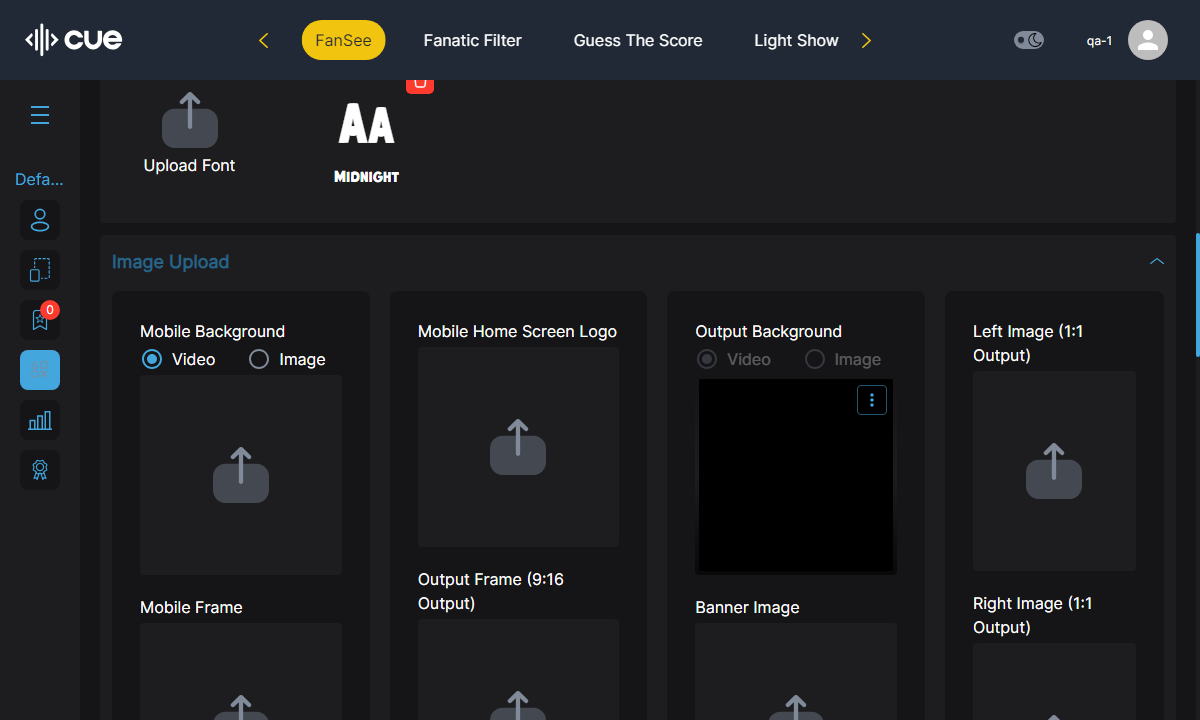 cue
FanSee
Fanatic Filter
Guess The Score
Light Show
qa-1
Defa...
0
Upload Font
AA
MIDNIGHT
Image Upload
Mobile Background
Video
Image
Mobile Home Screen Logo
Output Background
Video
Image
Left Image (1:1
Output)
Mobile Frame
Output Frame (9:16
Output)
Banner Image
Right Image (1:1
Output)